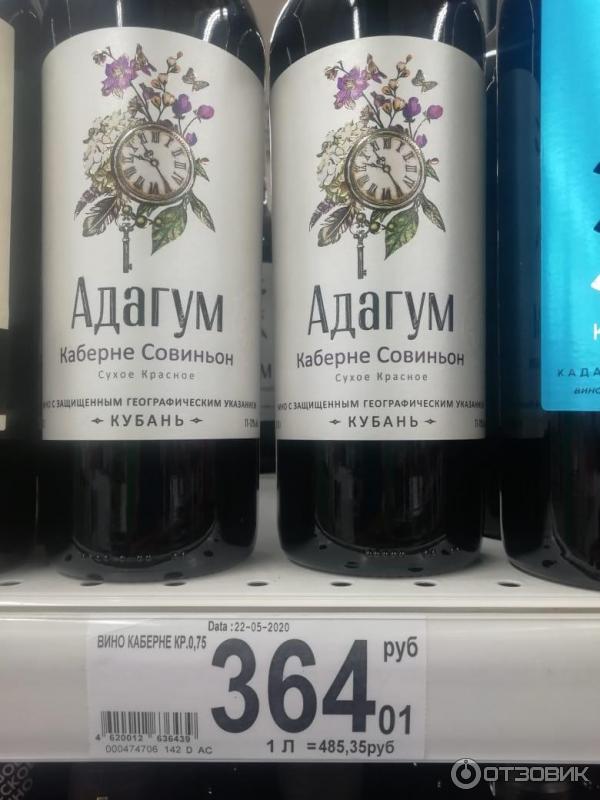 Адагум
Каберне Совиньон
Сухое Красное
ВИНО С ЗАЩИЩЕННЫМ ГЕОГРАФИЧЕСКИМ УКАЗАНИЕМ
КУБАНЬ
Адагум
Каберне Совиньон
Сухое Красное
ВИНО С ЗАЩИЩЕННЫМ ГЕОГРАФИЧЕСКИМ УКАЗАНИЕМ
КУБАНЬ
К
КАДА
вино
Data :22-05-2020
ВИНО КАБЕРНЕ КР.0,75
364 01 руб
4 620012 636439
000474706 142 D AC
1 Л =485,35руб
ОТЗОВИК